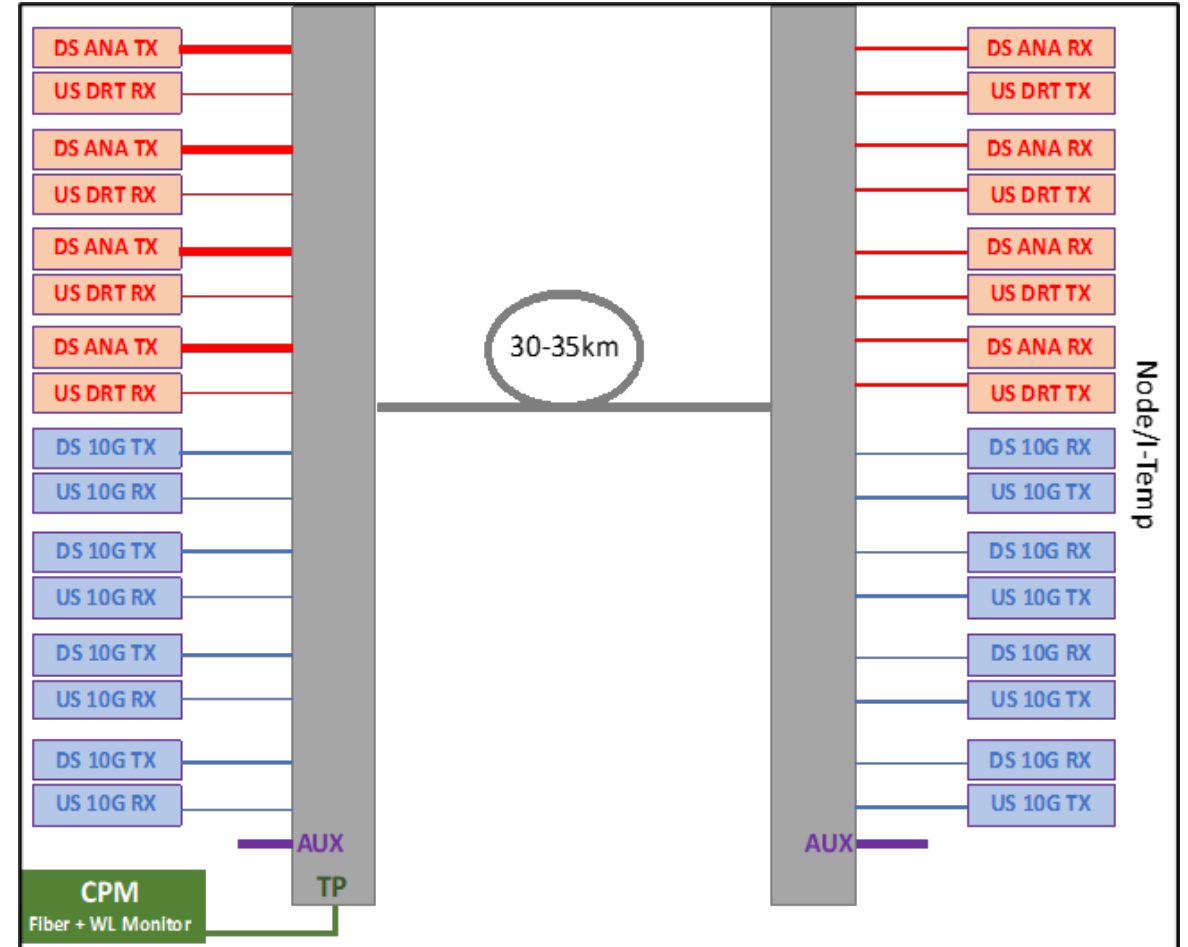 DS ANA TX
US DRT RX
DS ANA TX
US DRT RX
DS ANA TX
US DRT RX
DS ANA TX
US DRT RX
DS 10G TX
US 10G RX
DS 10G TX
US 10G RX
DS 10G TX
US 10G RX
DS 10G TX
US 10G RX
AUX
TP
CPM
Fiber + WL Monitor
30-35km
DS ANA RX
US DRT TX
DS ANA RX
US DRT TX
DS ANA RX
US DRT TX
DS ANA RX
US DRT TX
DS 10G RX
US 10G TX
DS 10G RX
US 10G TX
DS 10G RX
US 10G TX
DS 10G RX
US 10G TX
AUX
Node/I-Temp